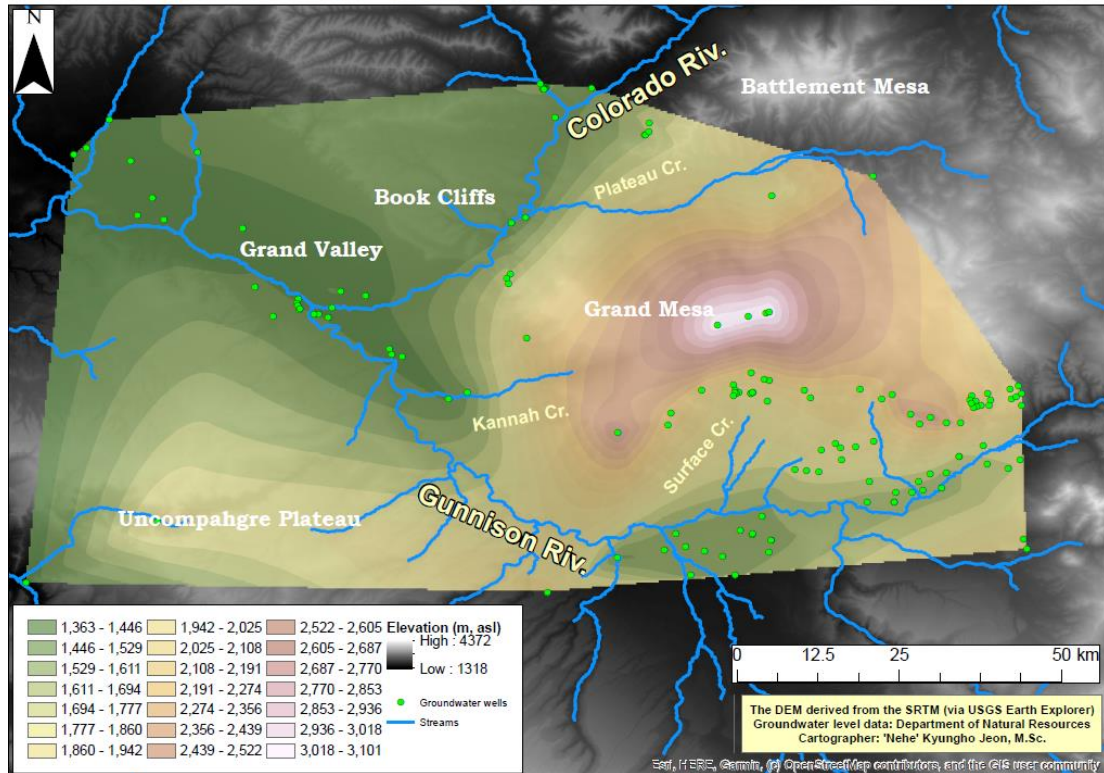 N
Colorado Riv.
Battlement Mesa
Plateau Cr.
Book Cliffs
Grand Valley
Grand Mesa
Kannah Cr.
Surface Cr.
Gunnison Riv.
Uncompahgre Plateau
1,363 - 1,446
1,446 - 1,529
1,529 - 1,611
1,611 - 1,694
1,694 - 1,777
1,777 - 1,860
1,860 - 1,942
1,942 - 2,025
2,025 - 2,108
2,108 - 2,191
2,191 - 2,274
2,274 - 2,356
2,356 - 2,439
2,439 - 2,522
2,522 - 2,605
2,605 - 2,687
2,687 - 2,770
2,770 - 2,853
2,853 - 2,936
2,936 - 3,018
3,018 - 3,101
Elevation (m, asl)
High : 4372
Low : 1318
Groundwater wells
Streams
0 12.5 25 50 km
The DEM derived from the SRTM (via USGS Earth Explorer)
Groundwater level data: Department of Natural Resources
Cartographer: 'Nehe' Kyungho Jeon, M.Sc.
Esri, HERE, Garmin, (c) OpenStreetMap contributors, and the GIS user community